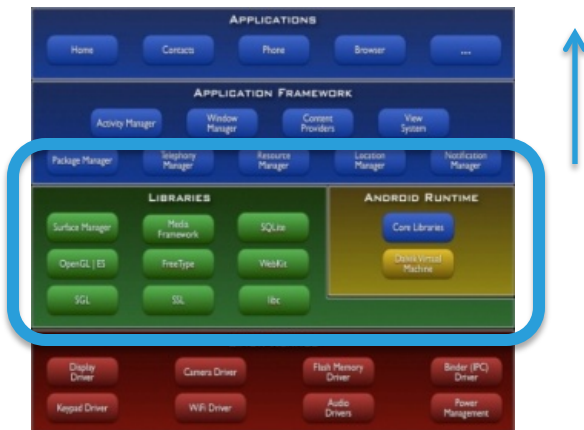 APPLICATIONS
Home Contacts Phone Browser ...
APPLICATION FRAMEWORK
Activity Manager Window Manager Content Providers View System
Package Manager Telephony Manager Resource Manager Location Manager Notification Manager
LIBRARIES
Surface Manager Media Framework SQLite
OpenGL | ES FreeType WebKit
SGL SSL libc
ANDROID RUNTIME
Core Libraries
Dalvik Virtual Machine
Display Driver Camera Driver Flash Memory Driver Binder (IPC) Driver
Keypad Driver WiFi Driver Audio Drivers Power Management